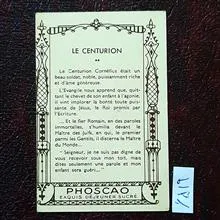 LE CENTURION
Le Centurion Cornélius était un
beau soldat, noble, puissamment riche
et d'âme généreuse.
L'Evangile nous apprend que, quit-
tant le chevet de son enfant à l'agonie,
il vint implorer la bonté toute puis-
sante de Jésus, le Roi promis par
l'Ecriture.
... Et le fier Romain, en des paroles
immortelles, s'humilia devant le
Maître des Juifs, en qui, le premier
parmi les Gentils, il discerna le Maître
du Monde...
— Seigneur, je ne suis pas digne de
vous recevoir sous mon toit, mais
dites seulement une parole et mon
enfant sera guéri..."
PHOSCAO
EXQUIS DÉJEUNER SUCRÉ